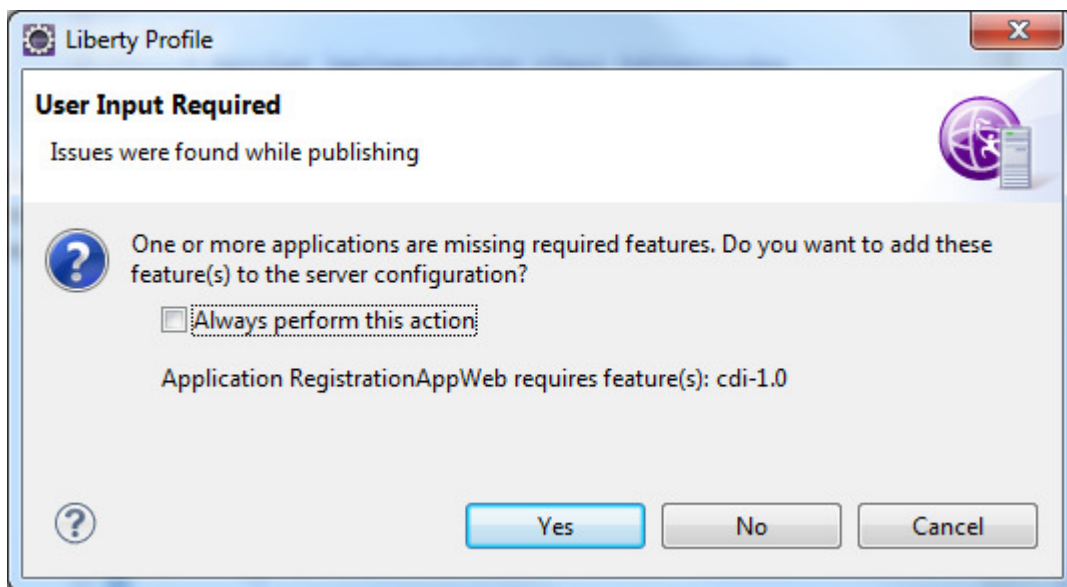 Liberty Profile
User Input Required
Issues were found while publishing
One or more applications are missing required features. Do you want to add these
feature(s) to the server configuration?
Always perform this action
Application RegistrationAppWeb requires feature(s): cdi-1.0
Yes
No
Cancel